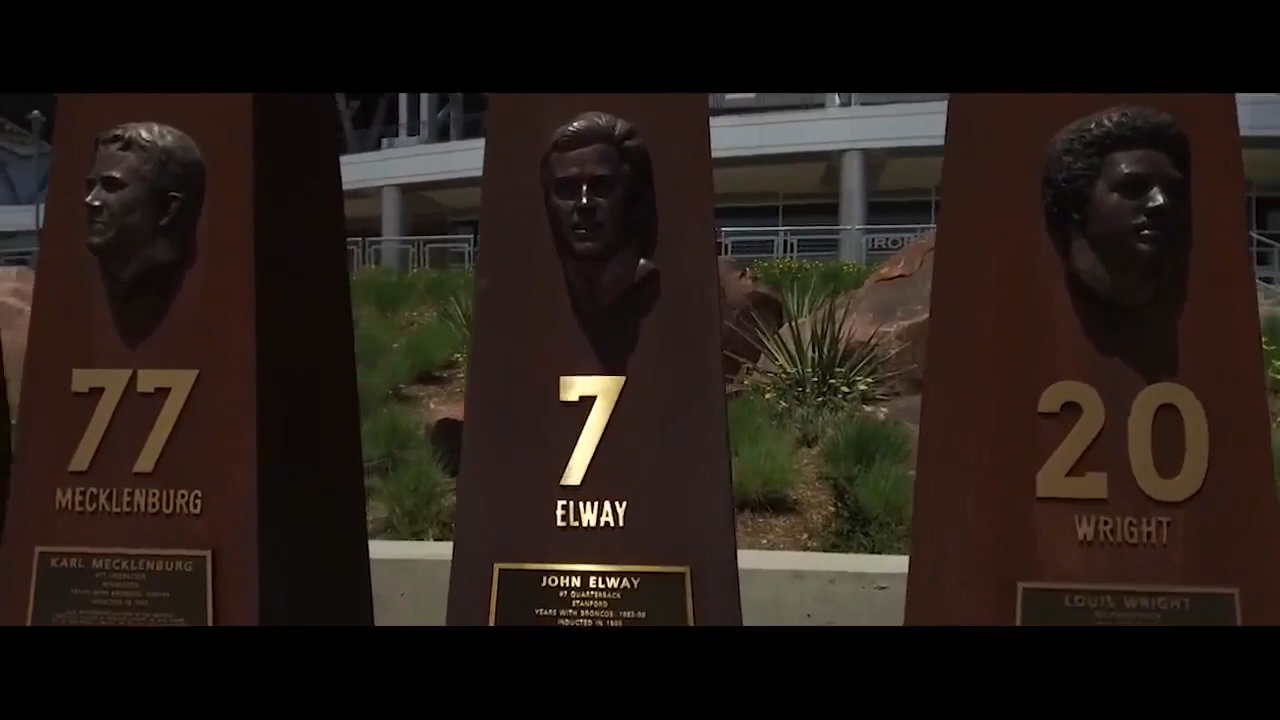 77
MECKLENBURG
KARL MECKLENBURG
7
ELWAY
JOHN ELWAY
#7 QUARTERBACK
STANFORD
YEARS WITH BRONCOS: 1983-98
INDUCTED IN 1999
20
WRIGHT
LOUIS WRIGHT